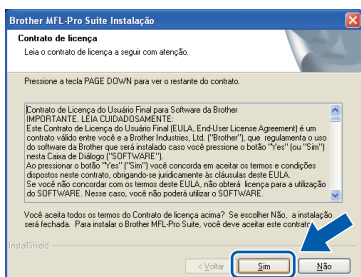 Brother MFL-Pro Suite Instalação
Contrato de licença
Leia o contrato de licença a seguir com atenção.
Pressione a tecla PAGE DOWN para ver o restante do contrato.
Contrato de Licença do Usuário Final para Software da Brother
IMPORTANTE. LEIA CUIDADOSAMENTE:
Este Contrato de Licença do Usuário Final (EULA, End-User License Agreement) é um
contrato válido entre você e a Brother Industries, Ltd. ("Brother"), que regulamenta o uso
do software da Brother que será instalado caso você pressione o botão "Yes" (ou "Sim")
nesta Caixa de Diálogo ("SOFTWARE").
Ao pressionar o botão "Yes" ("Sim") você concorda em aceitar os termos e condições
dispostos neste contrato, obrigando-se juridicamente às cláusulas deste EULA.
Se você não concordar com os termos deste EULA, não obterá licença para a utilização
do SOFTWARE. Nesse caso, você não poderá utilizar o SOFTWARE.
Você aceita todos os termos do Contrato de licença acima? Se escolher Não, a instalação
será fechada. Para instalar o Brother MFL-Pro Suite, você deve aceitar este contrato.
InstallShield
< Voltar
Sim
Não